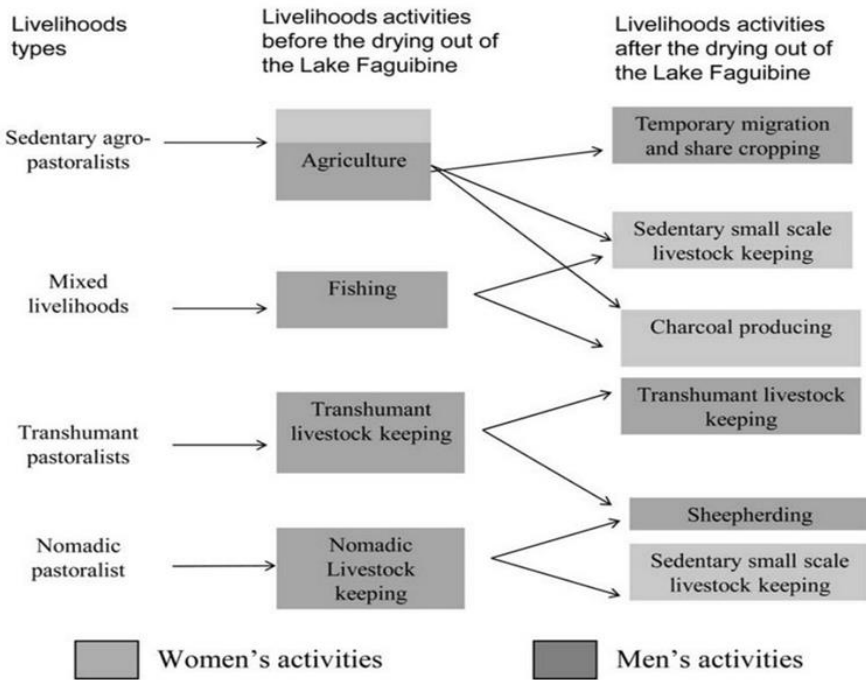 Livelihoods
types
Livelihoods activities
before the drying out of
the Lake Faguibine
Livelihoods activities
after the drying out of
the Lake Faguibine
Sedentary agro-
pastoralists
Agriculture
Temporary migration
and share cropping
Sedentary small scale
livestock keeping
Mixed
livelihoods
Fishing
Charcoal producing
Transhumant
pastoralists
Transhumant
livestock keeping
Transhumant livestock
keeping
Sheepherding
Nomadic
pastoralist
Nomadic
Livestock
keeping
Sedentary small scale
livestock keeping
Women's activities
Men's activities